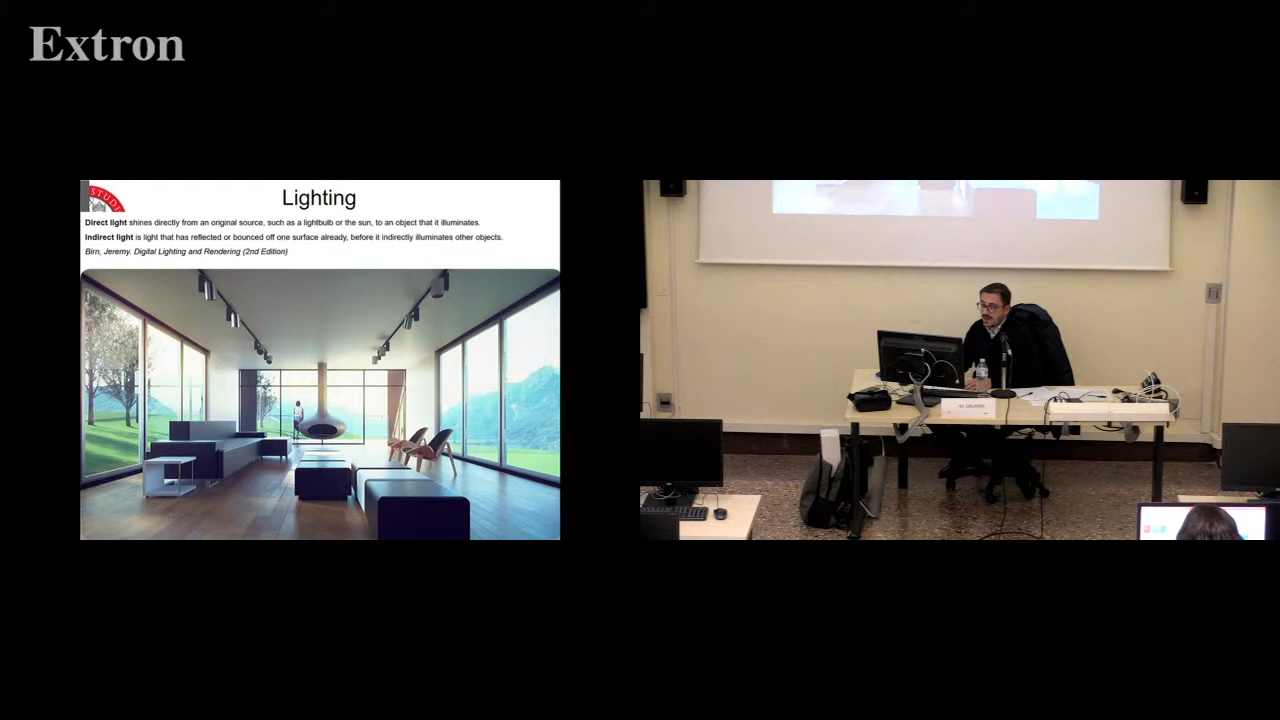 Extron
STUDI
Lighting
Direct light shines directly from an original source, such as a lightbulb or the sun, to an object that it illuminates.
Indirect light is light that has reflected or bounced off one surface already, before it indirectly illuminates other objects.
Birn, Jeremy. Digital Lighting and Rendering (2nd Edition)